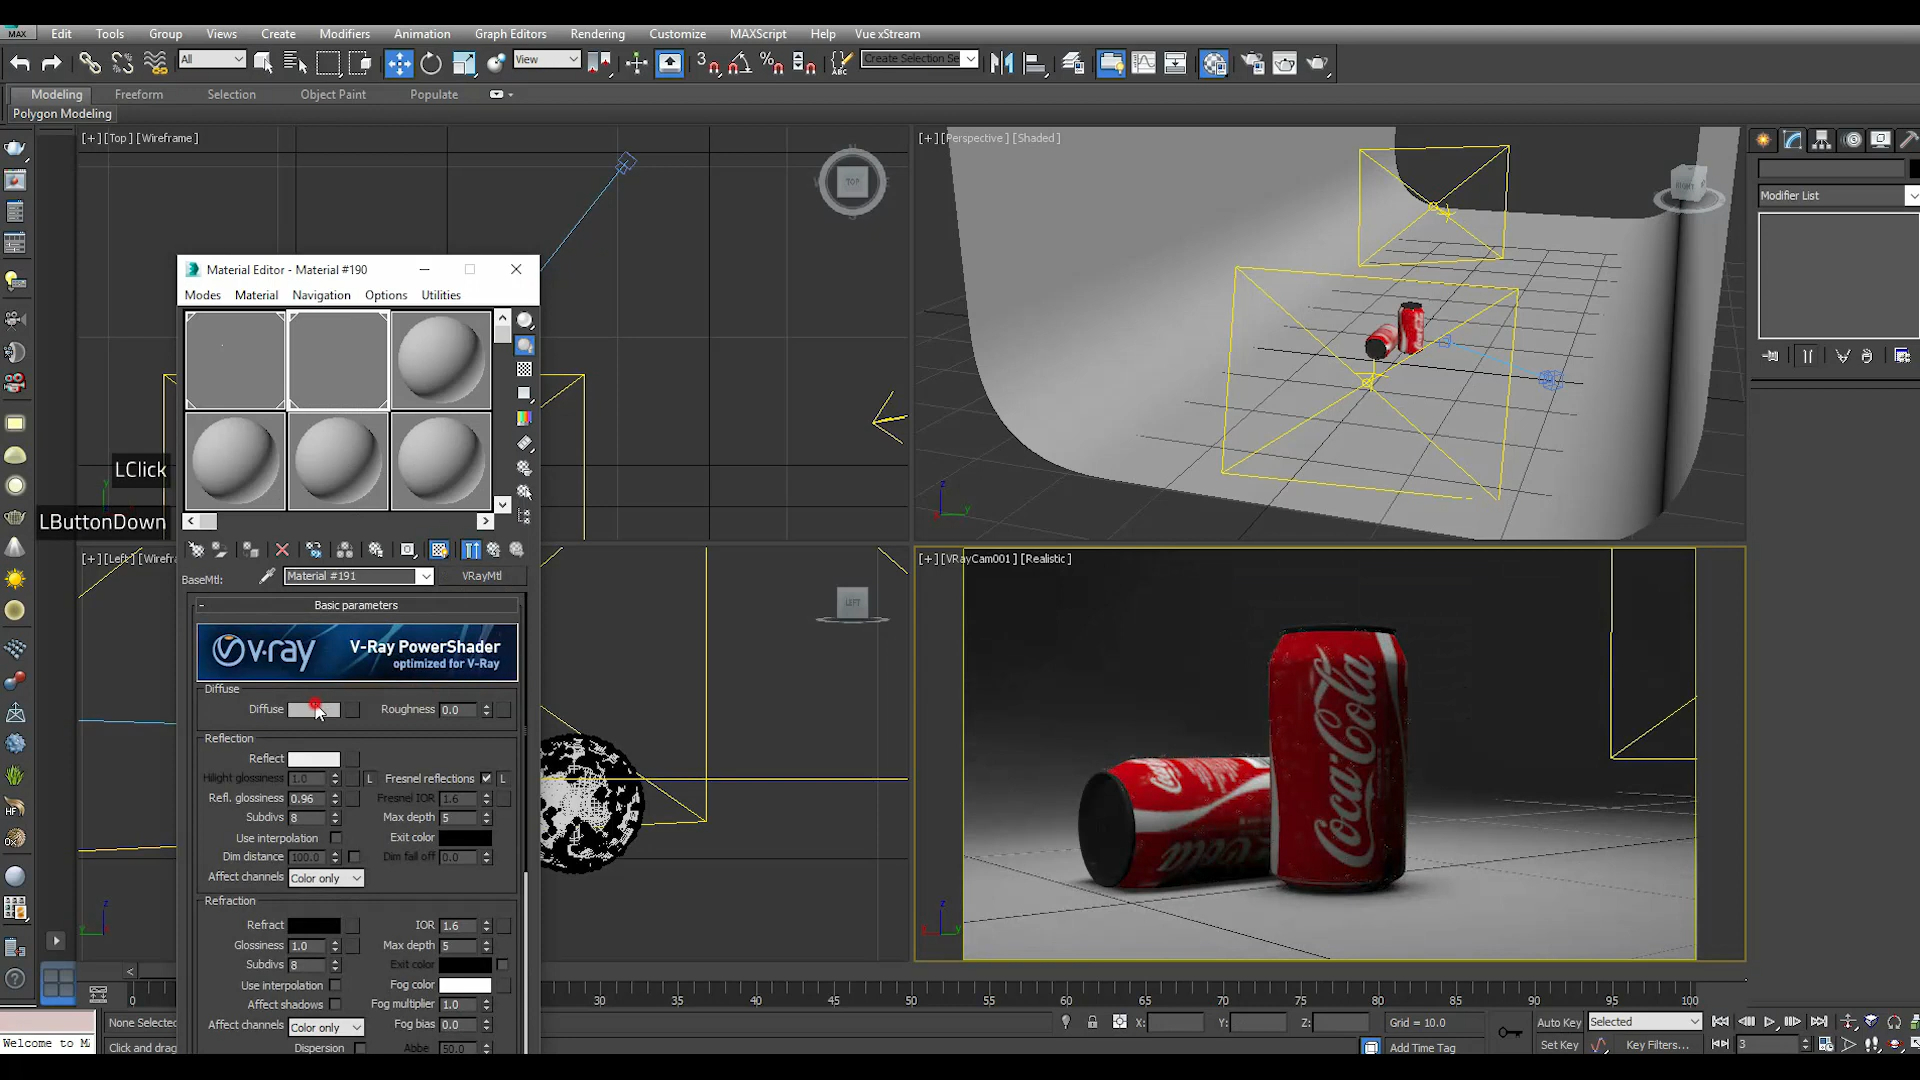 MAX Edit Tools Group Views Create Modifiers Animation Graph Editors Rendering Customize MAXScript Help Vue xStream
All View 3 Create Selection Se
Modeling Freeform Selection Object Paint Populate
Polygon Modeling
[+] [Top] [Wireframe]
TOP
[+] [Perspective] [Shaded]
RIGHT
Modifier List
Material Editor - Material #190
Modes Material Navigation Options Utilities
LClick
LButtonDown
BaseMtl: Material #191 VRayMtl
- Basic parameters
v-ray V-Ray PowerShader
optimized for V-Ray
Diffuse
Diffuse Roughness 0.0
Reflection
Reflect
Hilight glossiness 1.0 L Fresnel reflections L
Refl. glossiness 0.96 Fresnel IOR 1.6
Subdivs 8 Max depth 5
Use interpolation Exit color
Dim distance 100.0 Dim fall off 0.0
Affect channels Color only
Refraction
Refract IOR 1.6
Glossiness 1.0 Max depth 5
Subdivs 8 Exit color
Use interpolation Fog color
Affect shadows Fog multiplier 1.0
Affect channels Color only Fog bias 0.0
Dispersion Abbe 50.0
[+] [Left] [Wirefr
LEFT
[+] [VRayCam001] [Realistic]
Coca-Cola
0 30 35 40 45 50 55 60 65 70 75 80 85 90 95 100
None Selected X: Y: Z: Grid = 10.0 Auto Key Selected
Welcome to M Click and drag Add Time Tag Set Key Key Filters... 3